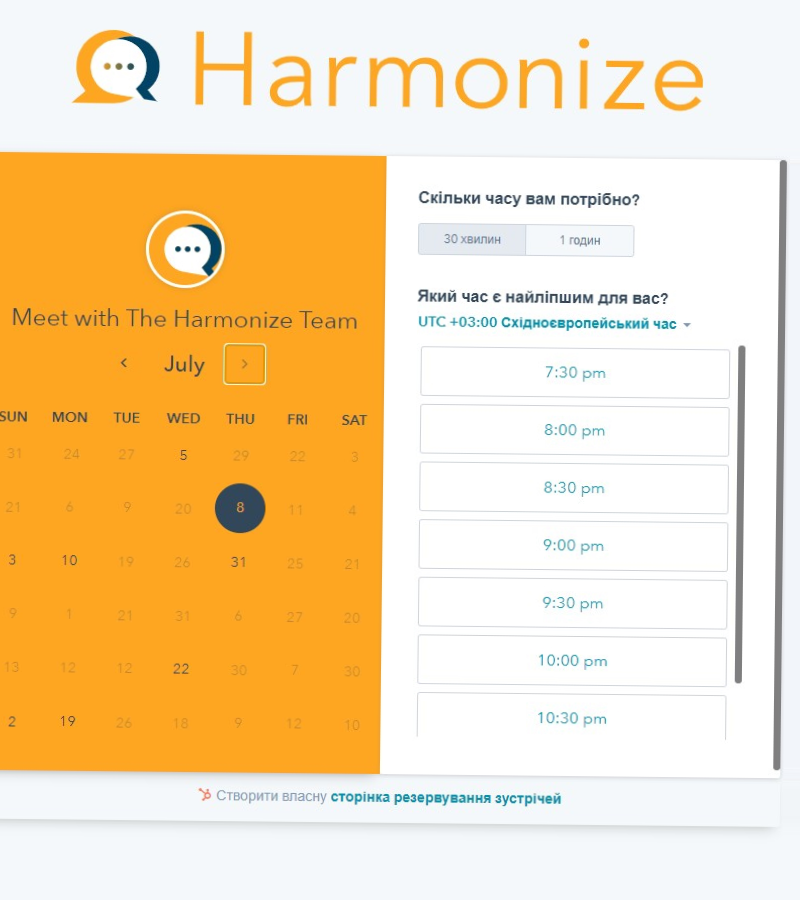 Harmonize
Meet with The Harmonize Team
July
SUN MON TUE WED THU FRI SAT
31 24 27 5 29 22 3
21 6 9 20 8 11 4
3 10 19 26 31 25 21
9 1 21 31 6 27 20
13 12 12 22 30 7 30
2 19 26 18 9 12 10
Скільки часу вам потрібно?
30 хвилин 1 годин
Який час є найліпшим для вас?
UTC +03:00 Східноєвропейський час
7:30 pm
8:00 pm
8:30 pm
9:00 pm
9:30 pm
10:00 pm
10:30 pm
Створити власну сторінка резервування зустрічей